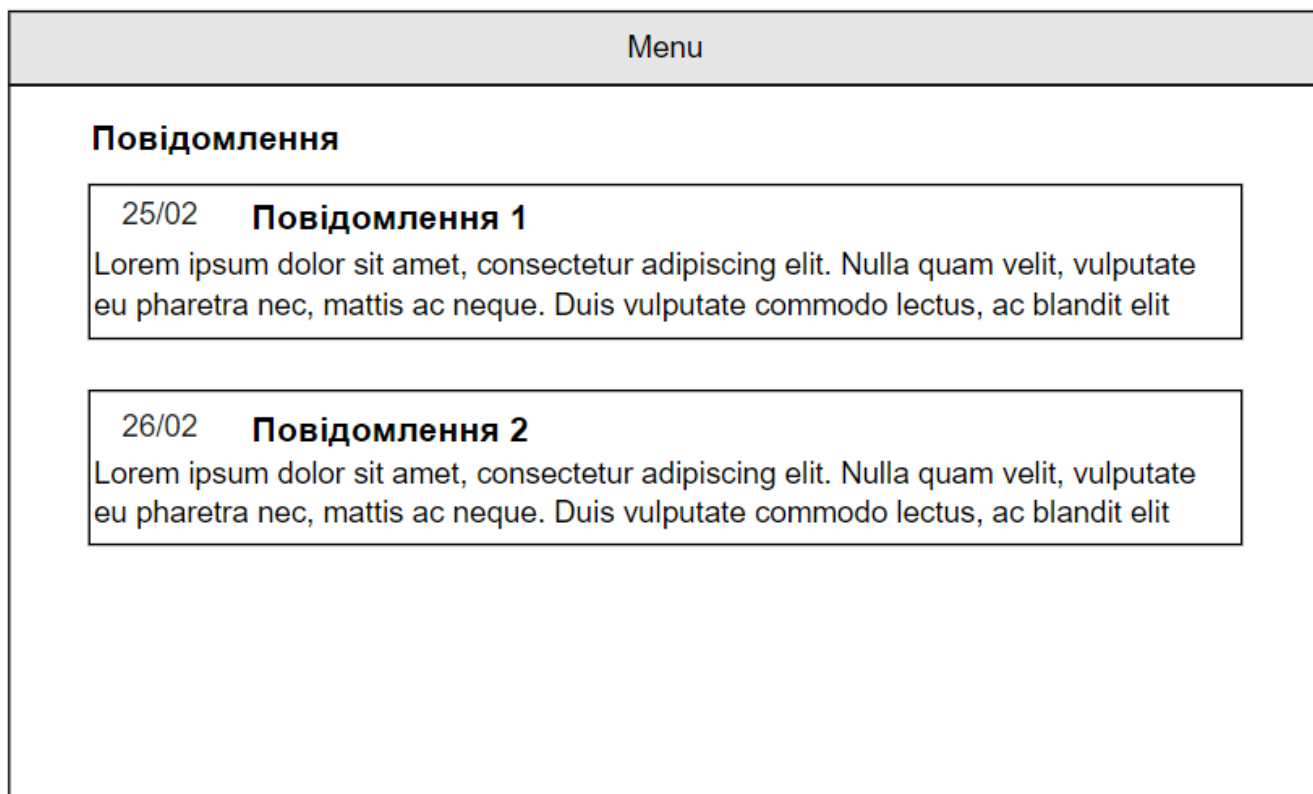 Menu
Повідомлення
25/02 Повідомлення 1
Lorem ipsum dolor sit amet, consectetur adipiscing elit. Nulla quam velit, vulputate
eu pharetra nec, mattis ac neque. Duis vulputate commodo lectus, ac blandit elit
26/02 Повідомлення 2
Lorem ipsum dolor sit amet, consectetur adipiscing elit. Nulla quam velit, vulputate
eu pharetra nec, mattis ac neque. Duis vulputate commodo lectus, ac blandit elit